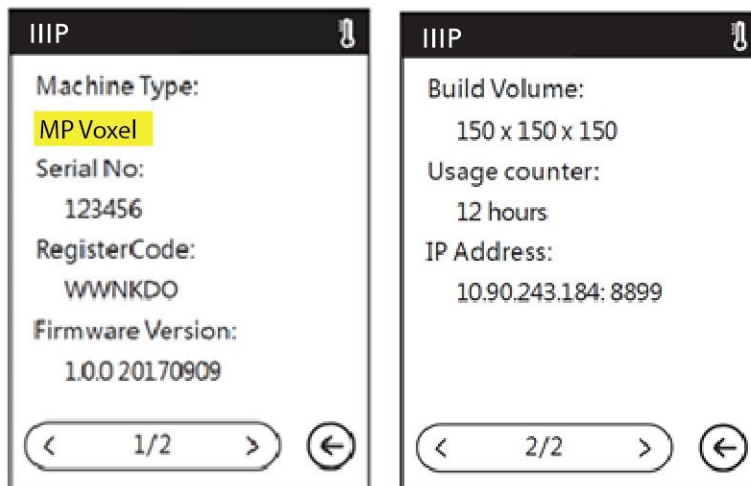 IIIP
Machine Type:
MP Voxel
Serial No:
123456
RegisterCode:
WWNKDO
Firmware Version:
1.0.0 20170909
< 1/2 >
IIIP
Build Volume:
150 x 150 x 150
Usage counter:
12 hours
IP Address:
10.90.243.184: 8899
< 2/2 >